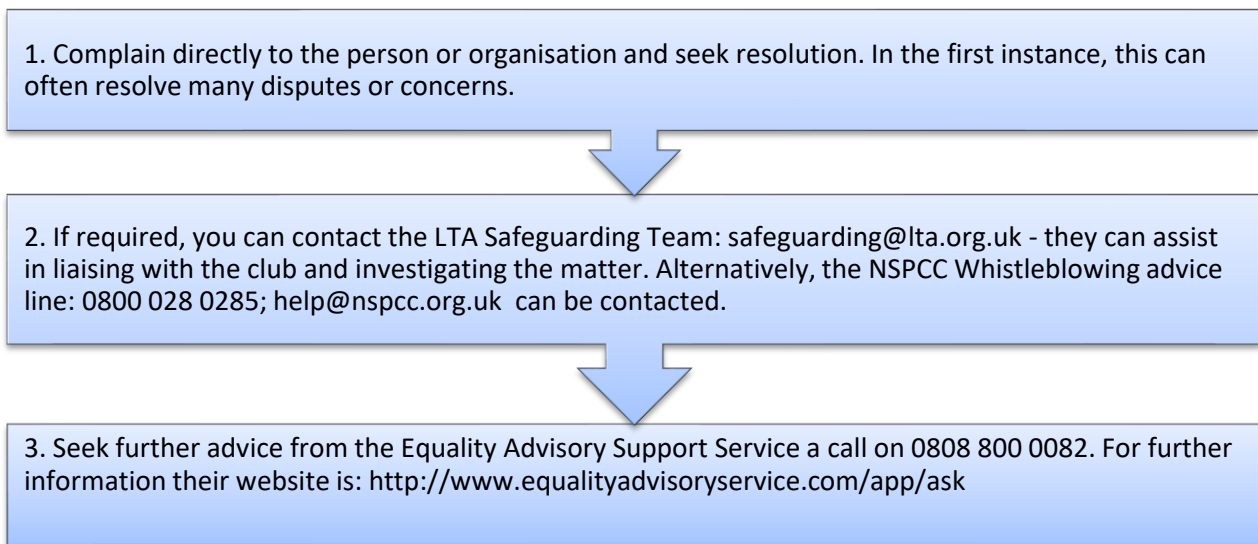 1. Complain directly to the person or organisation and seek resolution. In the first instance, this can
often resolve many disputes or concerns.
2. If required, you can contact the LTA Safeguarding Team: safeguarding@lta.org.uk - they can assist
in liaising with the club and investigating the matter. Alternatively, the NSPCC Whistleblowing advice
line: 0800 028 0285; help@nspcc.org.uk  can be contacted.
3. Seek further advice from the Equality Advisory Support Service a call on 0808 800 0082. For further
information their website is: http://www.equalityadvisoryservice.com/app/ask